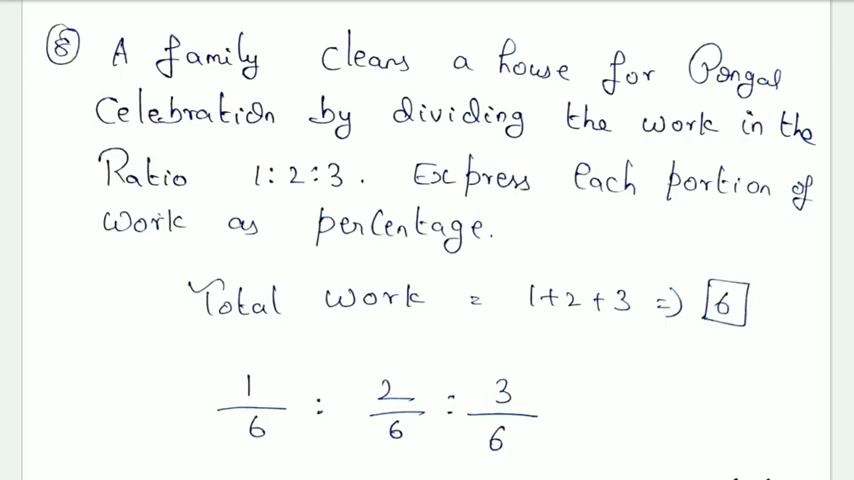 ⑧ A family cleans a house for Pongal
Celebration by dividing the work in the
Ratio 1:2:3. Express each portion of
work as percentage.
Total work = 1+2+3 => 6
1/6 : 2/6 : 3/6